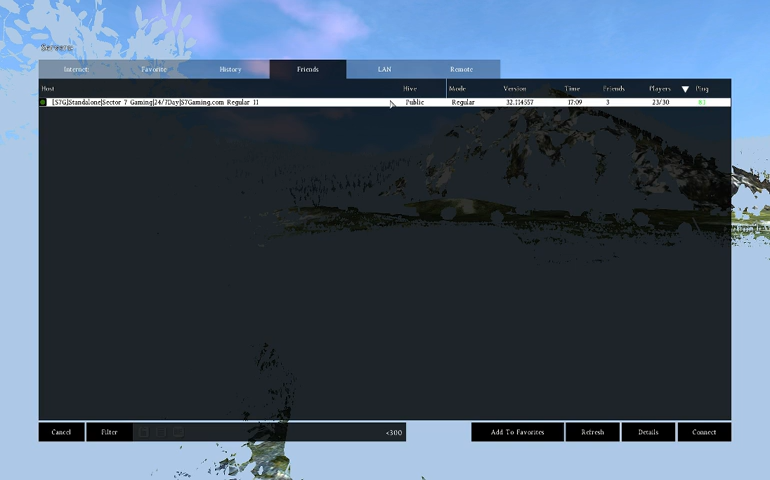 Servers:
Internet Favorite History Friends LAN Remote
Host Hive Mode Version Time Friends Players Ping
[S7G]Standalone|Sector 7 Gaming|24/7Day|S7Gaming.com Regular 11 Public Regular 32.114557 17:09 3 23/30
Cancel Filter <300 Add To Favorites Refresh Details Connect